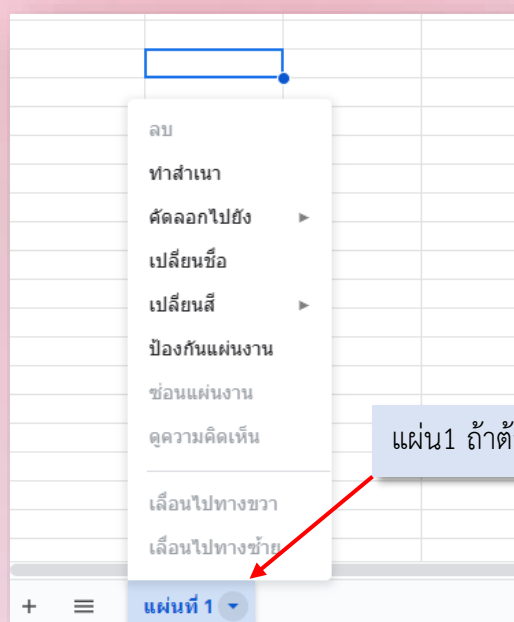 ลบ
ทำสำเนา
คัดลอกไปยัง
เปลี่ยนชื่อ
เปลี่ยนสี
ป้องกันแผ่นงาน
ซ่อนแผ่นงาน
ดูความคิดเห็น
แผ่น1 ถ้าต้
เลื่อนไปทางขวา
เลื่อนไปทางซ้าย
แผ่นที่ 1